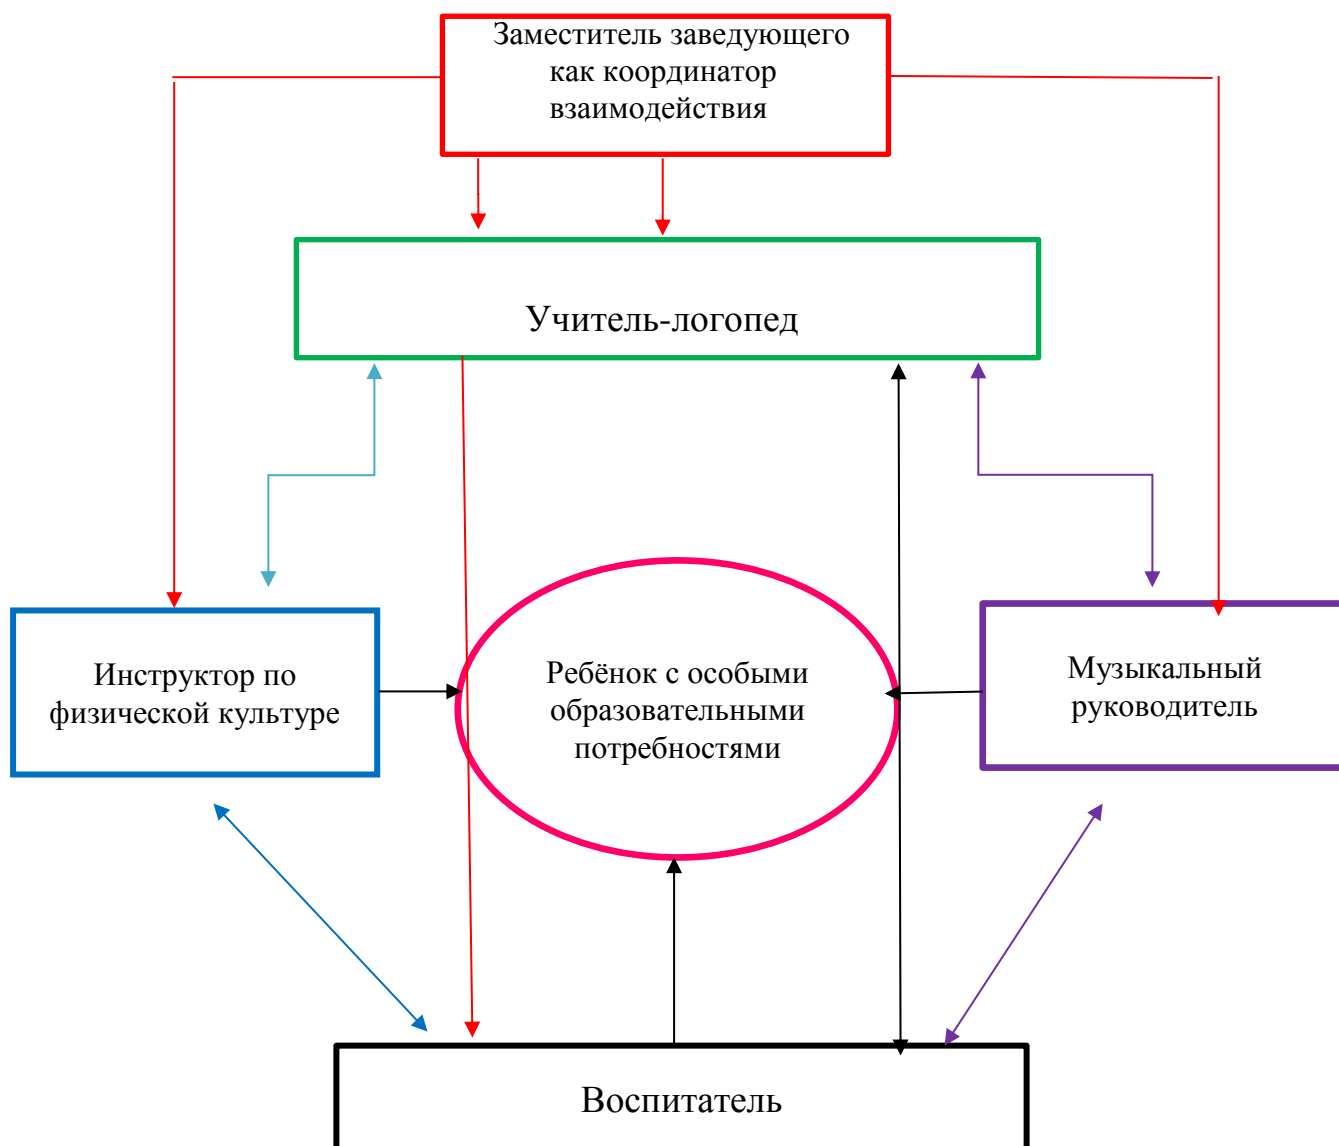 Заместитель заведующего
как координатор
взаимодействия
Учитель-логопед
Инструктор по
физической культуре
Ребёнок с особыми
образовательными
потребностями
Музыкальный
руководитель
Воспитатель